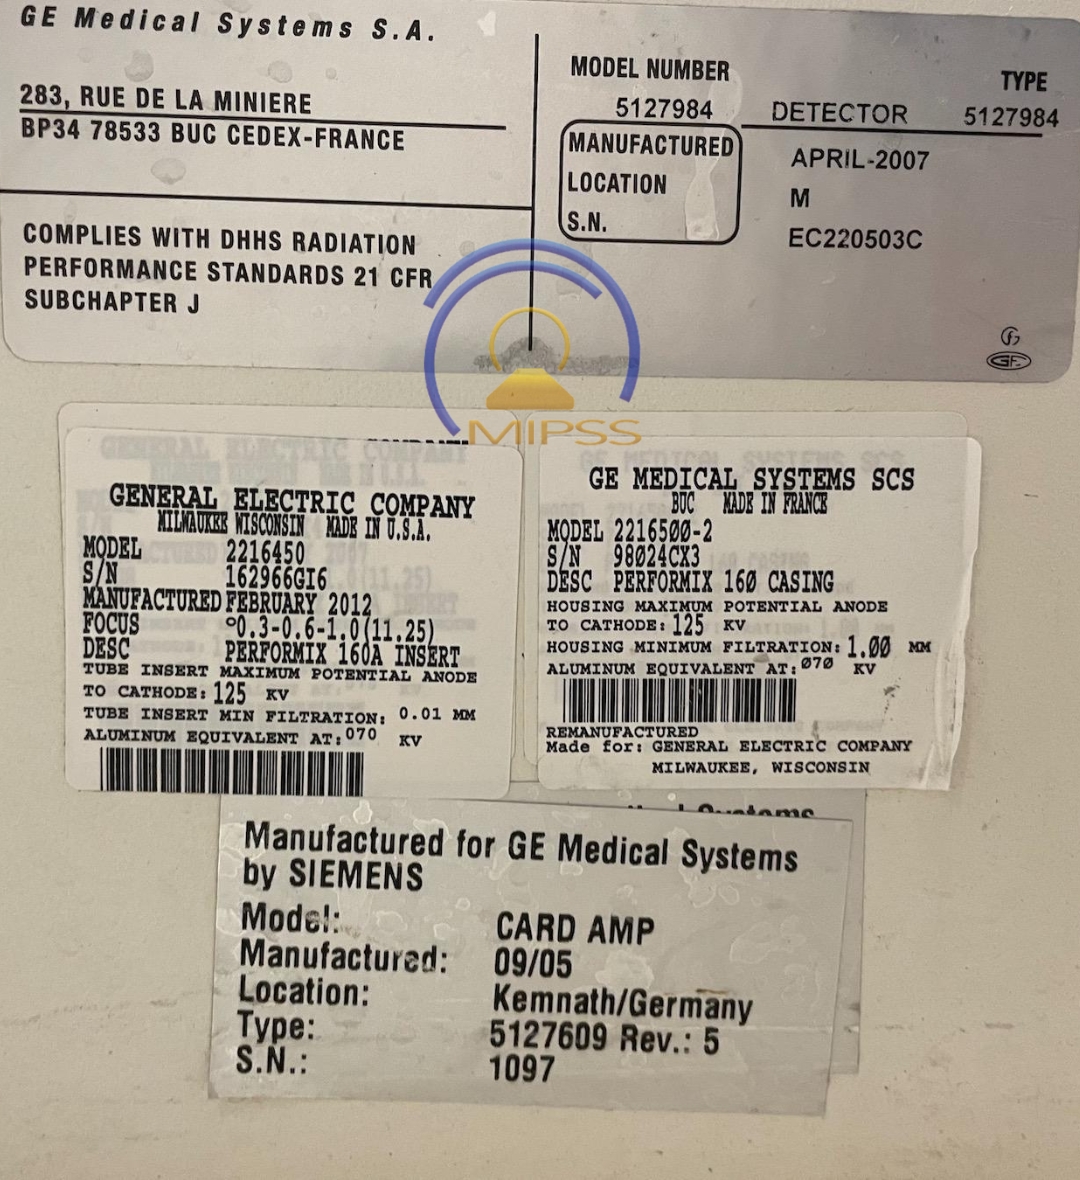 GE Medical Systems S.A.
283, RUE DE LA MINIERE
BP34 78533 BUC CEDEX-FRANCE
COMPLIES WITH DHHS RADIATION
PERFORMANCE STANDARDS 21 CFR
SUBCHAPTER J
MODEL NUMBER TYPE
5127984 DETECTOR 5127984
MANUFACTURED APRIL-2007
LOCATION M
S.N. EC220503C
GE
MIPSS
GENERAL ELECTRIC COMPANY
MILWAUKEE WISCONSIN MADE IN U.S.A.
MODEL 2216450
S/N 162966GI6
MANUFACTURED FEBRUARY 2012
FOCUS °0.3-0.6-1.0(11.25)
DESC PERFORMIX 160A INSERT
TUBE INSERT MAXIMUM POTENTIAL ANODE
TO CATHODE: 125 KV
TUBE INSERT MIN FILTRATION: 0.01 MM
ALUMINUM EQUIVALENT AT: 070 KV
GE MEDICAL SYSTEMS SCS
BUC MADE IN FRANCE
MODEL 2216500-2
S/N 98024CX3
DESC PERFORMIX 160 CASING
HOUSING MAXIMUM POTENTIAL ANODE
TO CATHODE: 125 KV
HOUSING MINIMUM FILTRATION: 1.00 MM
ALUMINUM EQUIVALENT AT: 070 KV
REMANUFACTURED
Made for: GENERAL ELECTRIC COMPANY
MILWAUKEE, WISCONSIN
Manufactured for GE Medical Systems
by SIEMENS
Model: CARD AMP
Manufactured: 09/05
Location: Kemnath/Germany
Type: 5127609 Rev.: 5
S.N.: 1097